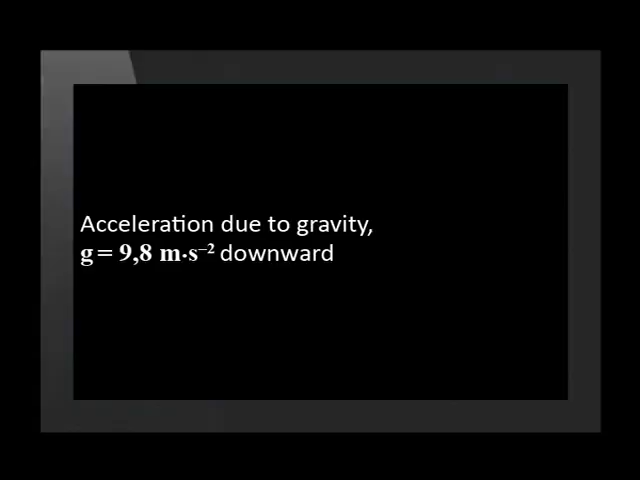 Acceleration due to gravity,
g = 9,8 m·s⁻² downward